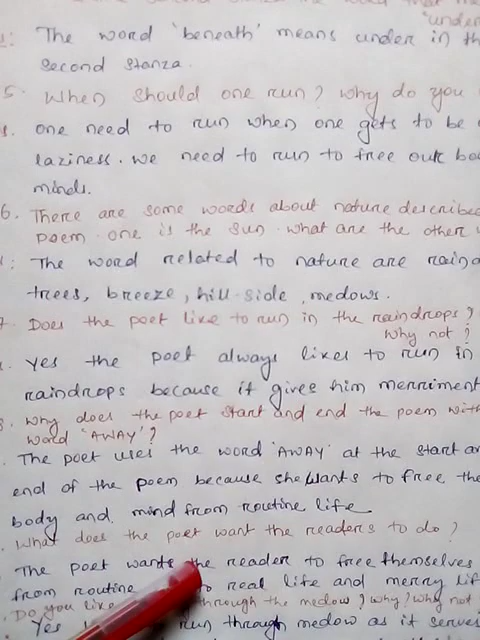 "under
The word 'beneath' means under in
second stanza.
5. When should one run? Why do you
one need to run when one gets to be
laziness. We need to run to free out
minds.
6. There are some words about nature described
poem. one is the sun. what are the other
The word related to nature are
trees, breeze, hill-side, medows.
Does the poet like to run in the raindrops?
Why not?
Yes the poet always likes to run in
raindrops because it gives him merriment
Why does the poet start and end the poem with
word 'AWAY'?
The poet uses the word 'AWAY' at the start
end of the poem because she wants to free the
body and mind from routine life
What does the poet want the readers to do?
The poet wants the reader to free themselves
from routine real life and merry
Do you like through the medow? Why? Why not
Yes run through medow as it serves